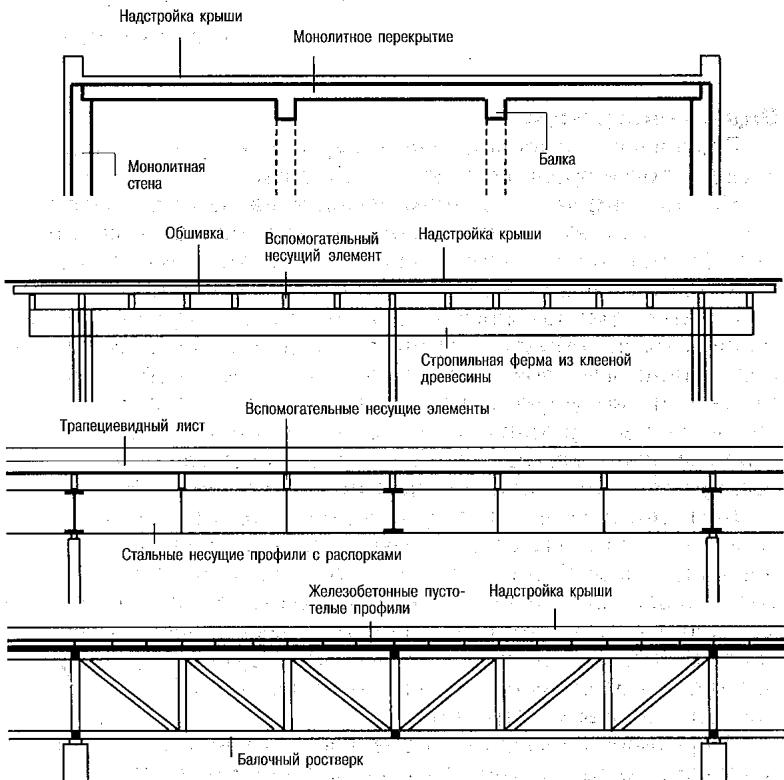 Надстройка крыши
Монолитное перекрытие
Монолитная
стена
Балка
Обшивка
Вспомогательный
несущий элемент
Надстройка крыши
Стропильная ферма из клееной
древесины
Вспомогательные несущие элементы
Трапециевидный лист
Стальные несущие профили с распорками
Железобетонные пусто-
телые профили
Надстройка крыши
Балочный ростверк